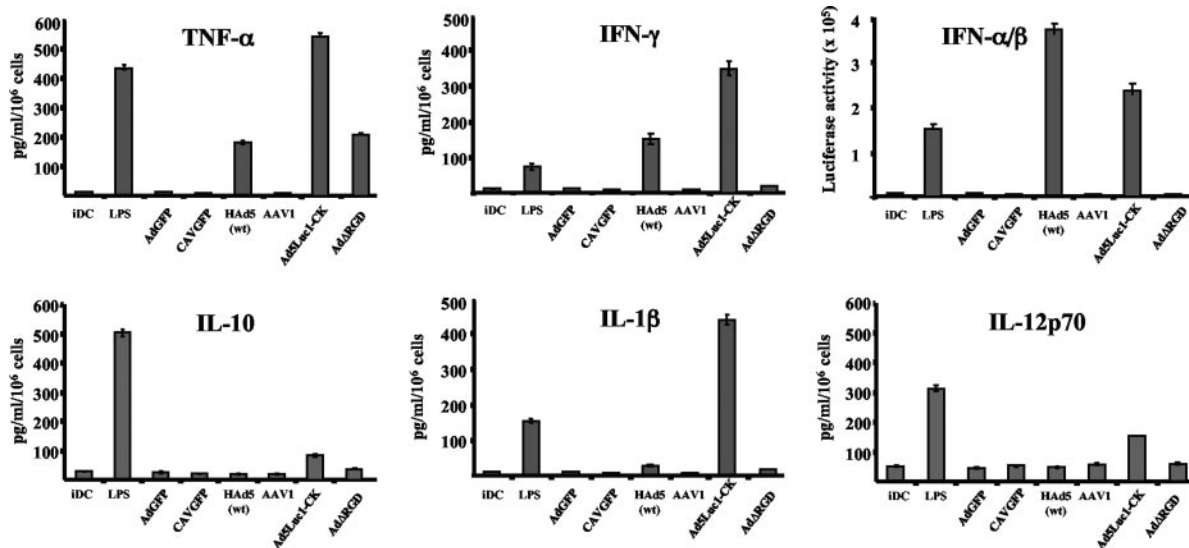 TNF-α
pg/ml/10⁶ cells
600
500
400
300
200
100
iDC LPS AdGFP CAVGFP HAd5 (wt) AAV1 Ad5Luc1-CK AdΔRGD
IFN-γ
pg/ml/10⁶ cells
500
400
300
200
100
iDC LPS AdGFP CAVGFP HAd5 (wt) AAV1 Ad5Luc1-CK AdΔRGD
IFN-α/β
Luciferase activity (x 10⁵)
4
3
2
1
iDC LPS AdGFP CAVGFP HAd5 (wt) AAV1 Ad5Luc1-CK AdΔRGD
IL-10
pg/ml/10⁶ cells
600
500
400
300
200
100
iDC LPS AdGFP CAVGFP HAd5 (wt) AAV1 Ad5Luc1-CK AdΔRGD
IL-1β
pg/ml/10⁶ cells
500
400
300
200
100
iDC LPS AdGFP CAVGFP HAd5 (wt) AAV1 Ad5Luc1-CK AdΔRGD
IL-12p70
pg/ml/10⁶ cells
600
500
400
300
200
100
iDC LPS AdGFP CAVGFP HAd5 (wt) AAV1 Ad5Luc1-CK AdΔRGD